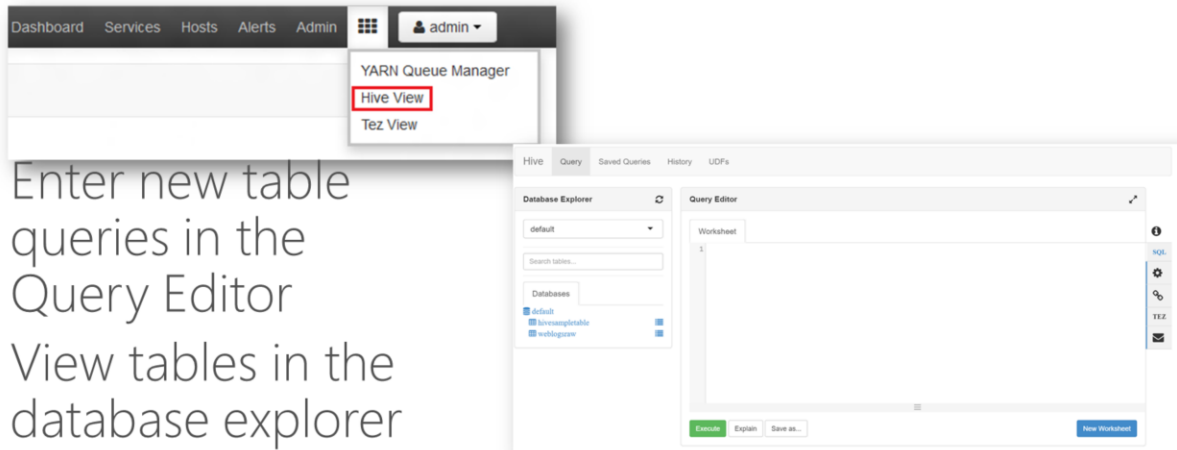 Dashboard Services Hosts Alerts Admin admin
YARN Queue Manager
Hive View
Tez View
Enter new table
queries in the
Query Editor
View tables in the
database explorer
Hive Query Saved Queries History UDFs
Database Explorer
default
Search tables...
Databases
default
hivesampletable
weblogsraw
Query Editor
Worksheet
1
SQL
TEZ
Execute Explain Save as... New Worksheet